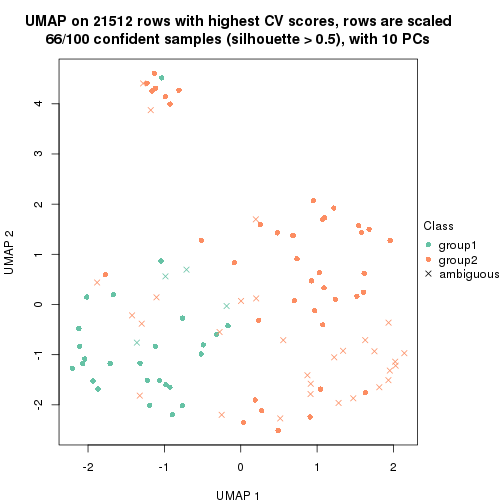 UMAP on 21512 rows with highest CV scores, rows are scaled
66/100 confident samples (silhouette > 0.5), with 10 PCs
4
3
2
1
0
-1
-2
UMAP 2
-2
-1
0
1
2
UMAP 1
Class
group1
group2
ambiguous